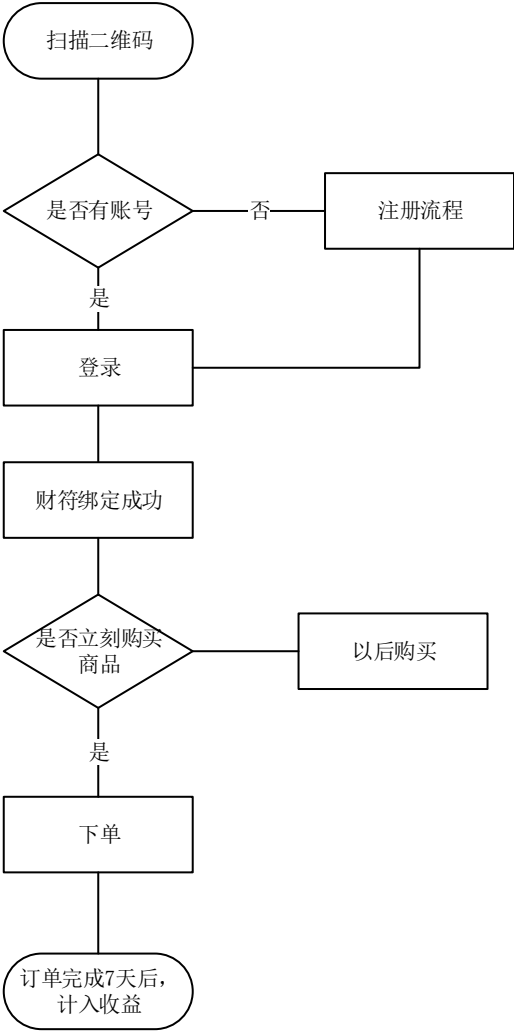 扫描二维码
是否有账号
否
注册流程
是
登录
财符绑定成功
是否立刻购买
商品
以后购买
是
下单
订单完成7天后，
计入收益